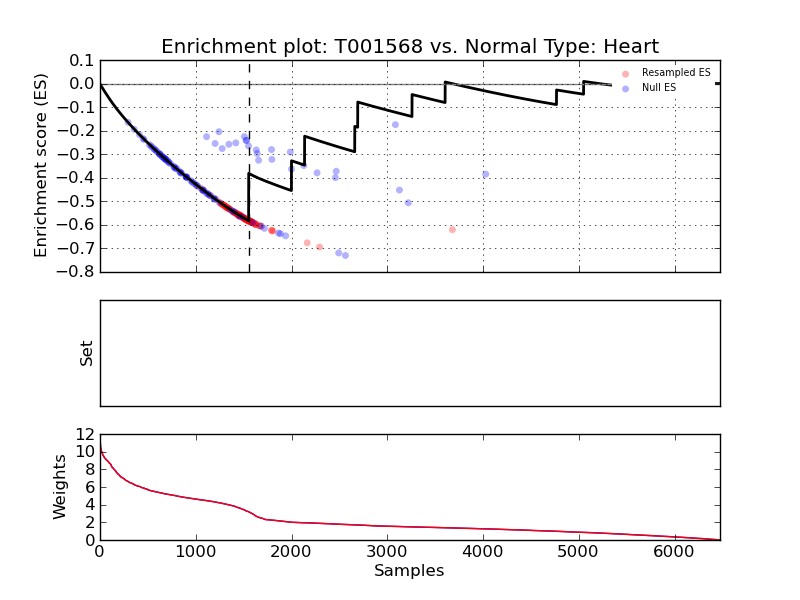 Enrichment plot: T001568 vs. Normal Type: Heart
Enrichment score (ES)
0.1
0.0
−0.1
−0.2
−0.3
−0.4
−0.5
−0.6
−0.7
−0.8
Resampled ES
Null ES
Set
Weights
12
10
8
6
4
2
0
0 1000 2000 3000 4000 5000 6000
Samples